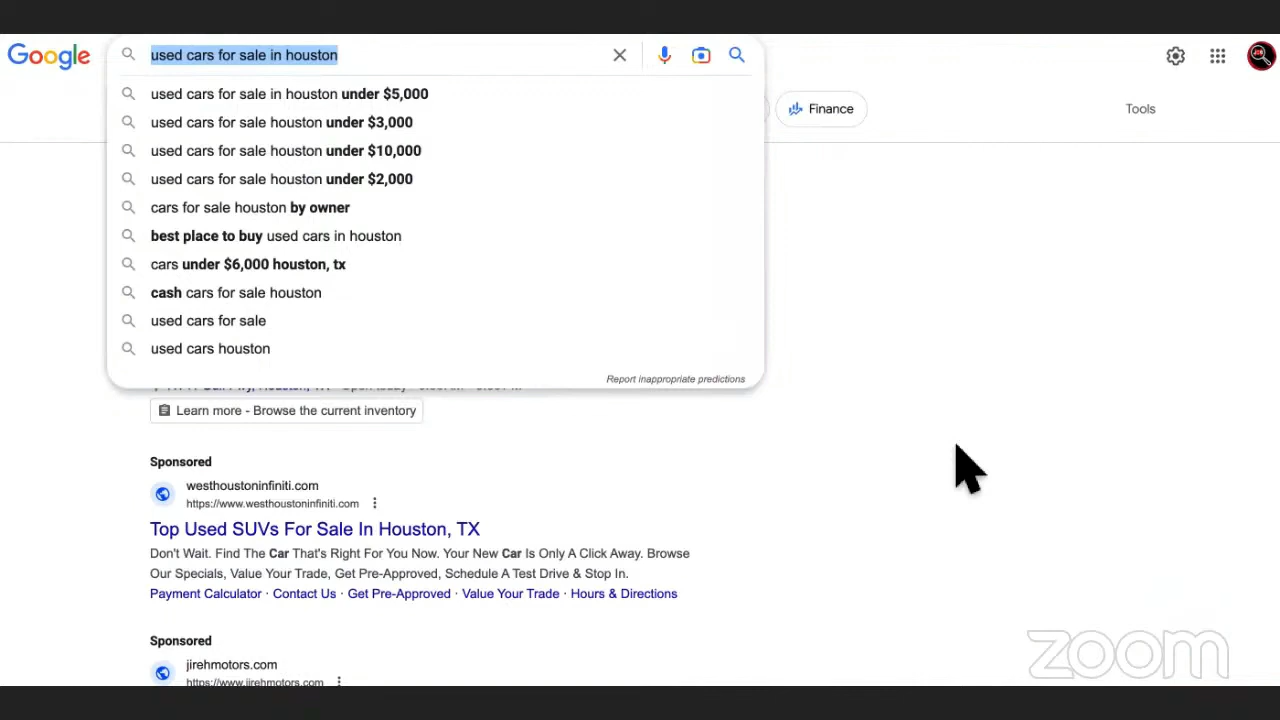 Google
used cars for sale in houston
used cars for sale in houston under $5,000
used cars for sale houston under $3,000
used cars for sale houston under $10,000
used cars for sale houston under $2,000
cars for sale houston by owner
best place to buy used cars in houston
cars under $6,000 houston, tx
cash cars for sale houston
used cars for sale
used cars houston
Report inappropriate predictions
Finance
Tools
Learn more - Browse the current inventory
Sponsored
westhoustoninfiniti.com
https://www.westhoustoninfiniti.com
Top Used SUVs For Sale In Houston, TX
Don't Wait. Find The Car That's Right For You Now. Your New Car Is Only A Click Away. Browse
Our Specials, Value Your Trade, Get Pre-Approved, Schedule A Test Drive & Stop In.
Payment Calculator · Contact Us · Get Pre-Approved · Value Your Trade · Hours & Directions
Sponsored
jirehmotors.com
https://www.jirehmotors.com
zoom